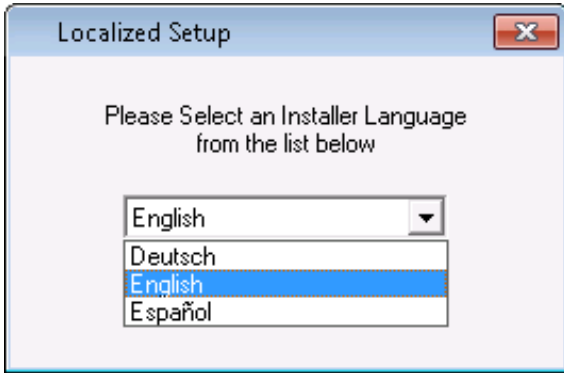 Localized Setup
Please Select an Installer Language
from the list below
English
Deutsch
English
Español